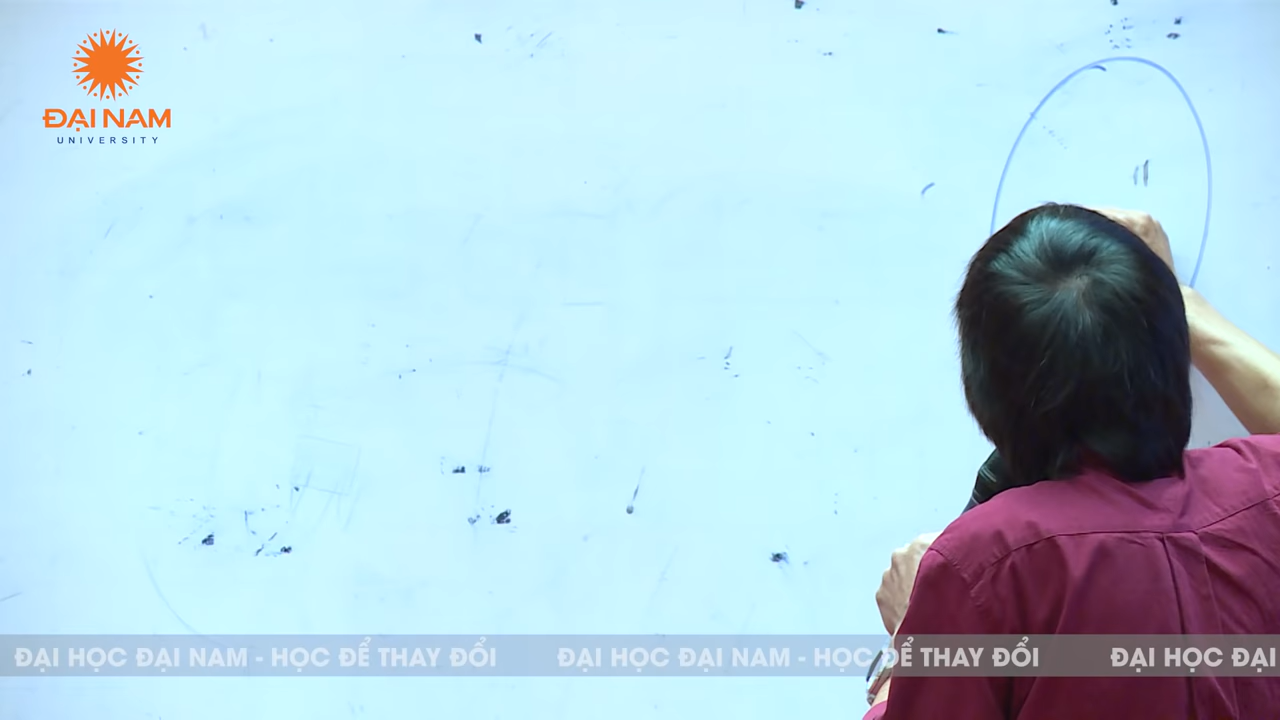 ĐẠI NAM
UNIVERSITY
ĐẠI HỌC ĐẠI NAM - HỌC ĐỂ THAY ĐỔI ĐẠI HỌC ĐẠI NAM - HỌC ĐỂ THAY ĐỔI ĐẠI HỌC ĐẠI